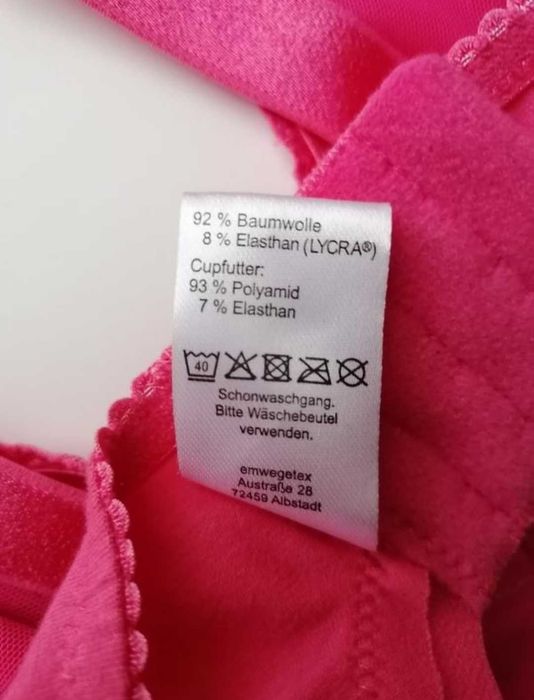 92 % Baumwolle
8 % Elasthan (LYCRA®)
Cupfutter:
93 % Polyamid
7 % Elasthan
40
Schonwaschgang.
Bitte Wäschebeutel
verwenden.
emwegetex
Austraße 28
72459 Albstadt